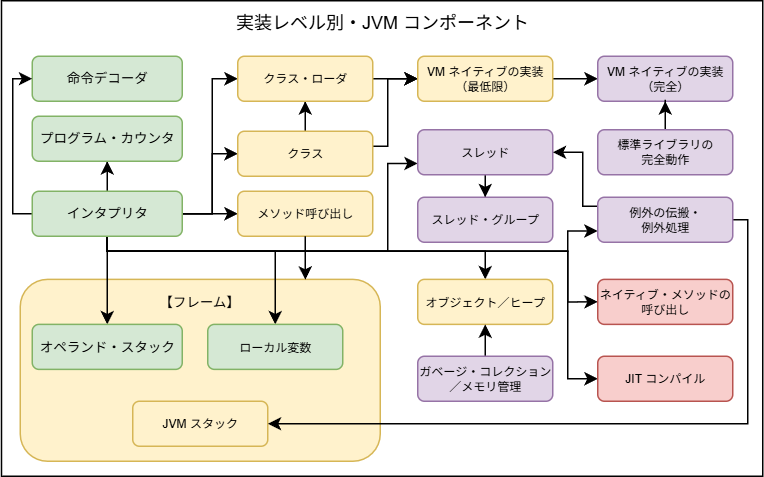 実装レベル別・JVM コンポーネント
命令デコーダ
クラス・ローダ
VM ネイティブの実装
（最低限）
VM ネイティブの実装
（完全）
プログラム・カウンタ
クラス
スレッド
標準ライブラリの
完全動作
インタプリタ
メソッド呼び出し
スレッド・グループ
例外の伝搬・
例外処理
【フレーム】
オブジェクト／ヒープ
ネイティブ・メソッドの
呼び出し
オペランド・スタック
ローカル変数
ガベージ・コレクション
／メモリ管理
JIT コンパイル
JVM スタック